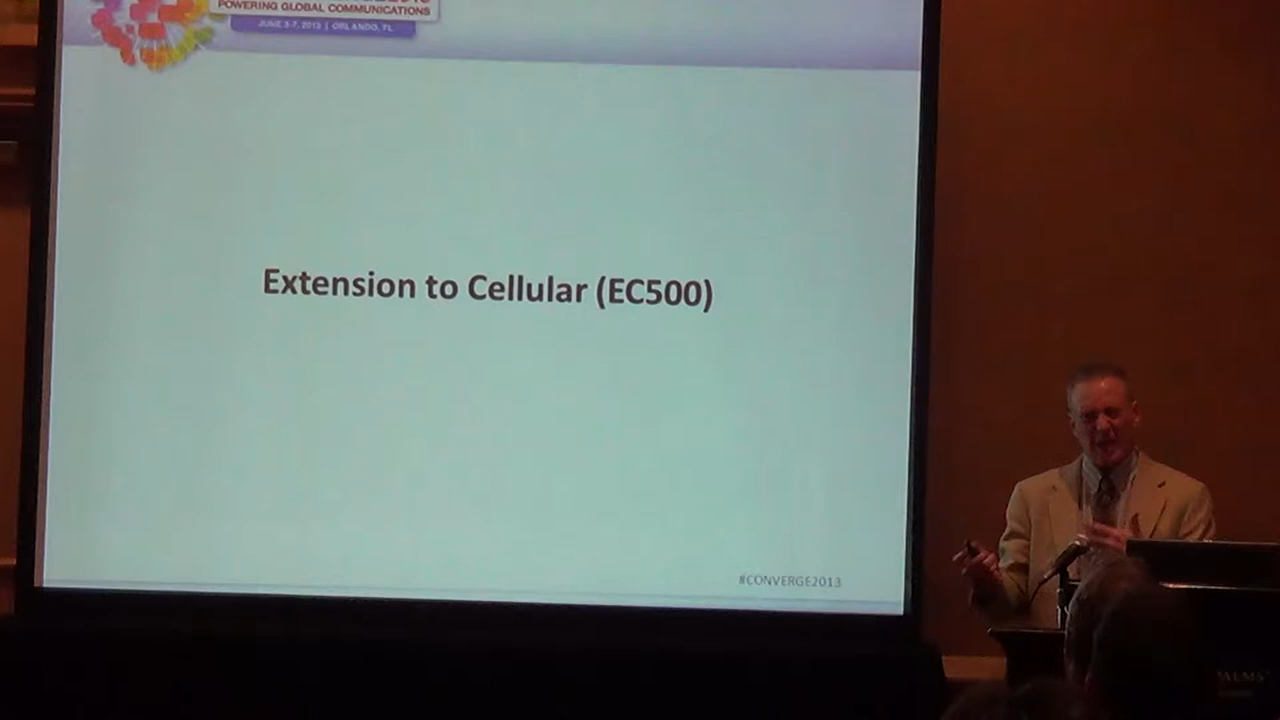 POWERING GLOBAL COMMUNICATIONS
JUNE 3-7, 2013 | ORLANDO, FL
Extension to Cellular (EC500)
#CONVERGE2013